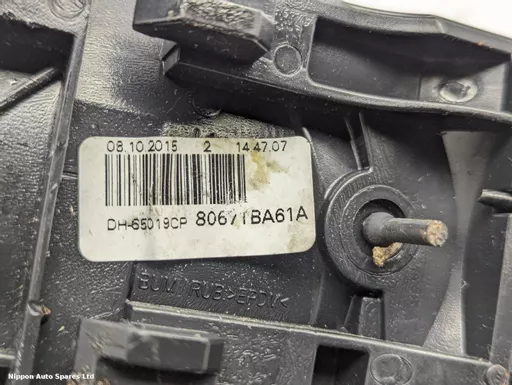 08.10.2015 2 14.47.07
DH-65019CP 80671BA61A
Nippon Auto Spares Ltd